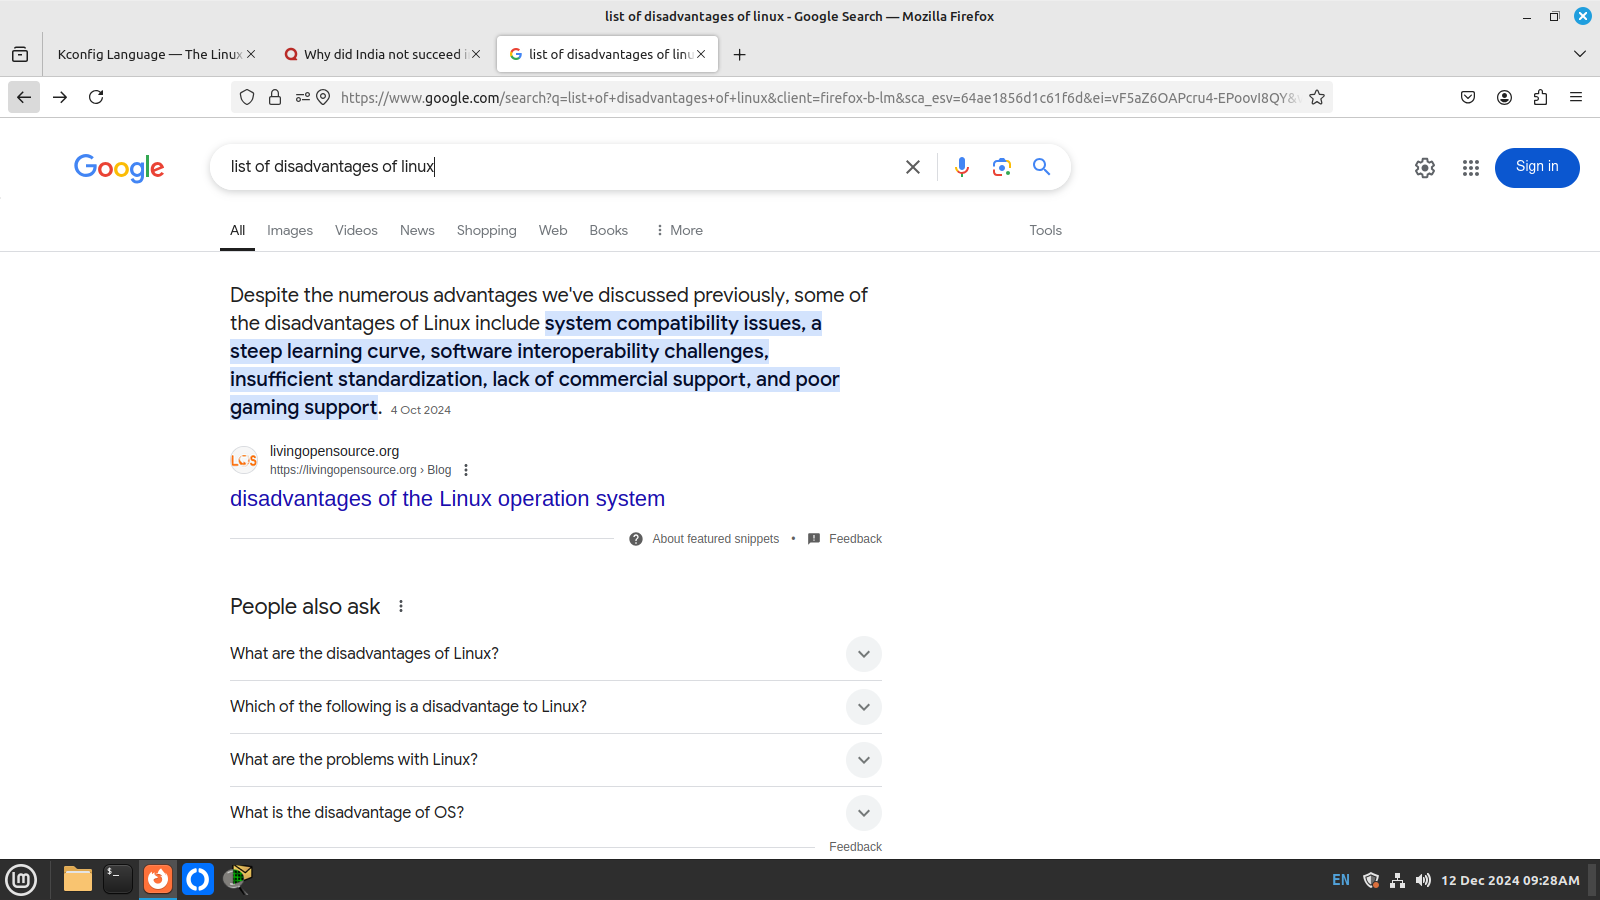 list of disadvantages of linux - Google Search — Mozilla Firefox
Kconfig Language — The Linux
Why did India not succeed i
list of disadvantages of linu
https://www.google.com/search?q=list+of+disadvantages+of+linux&client=firefox-b-lm&sca_esv=64ae1856d1c61f6d&ei=vF5aZ6OAPcru4-EPoovI8QY&
Google
list of disadvantages of linux
Sign in
All Images Videos News Shopping Web Books More Tools
Despite the numerous advantages we've discussed previously, some of
the disadvantages of Linux include system compatibility issues, a
steep learning curve, software interoperability challenges,
insufficient standardization, lack of commercial support, and poor
gaming support. 4 Oct 2024
LOS
livingopensource.org
https://livingopensource.org › Blog
disadvantages of the Linux operation system
About featured snippets • Feedback
People also ask
What are the disadvantages of Linux?
Which of the following is a disadvantage to Linux?
What are the problems with Linux?
What is the disadvantage of OS?
Feedback
$_
EN
12 Dec 2024 09:28AM